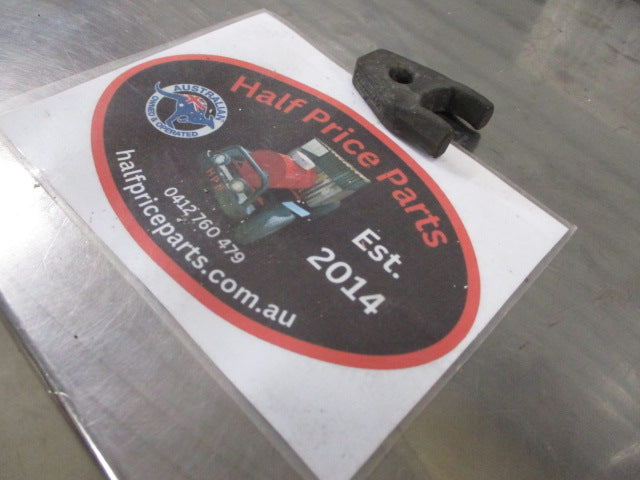 Half Price Parts
AUSTRALIAN
OWNED & OPERATED
Est.
2014
0412 760 479
halfpriceparts.com.au